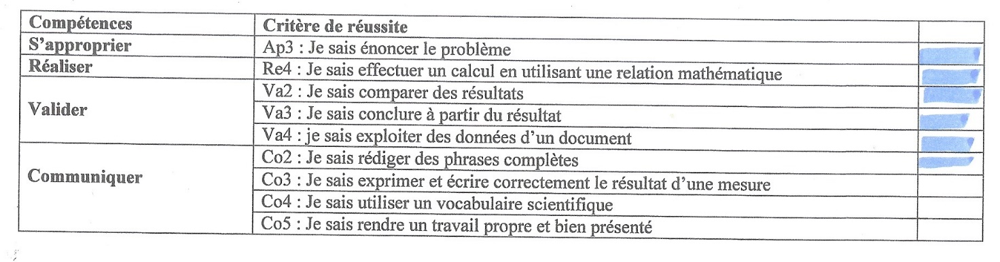 Compétences Critère de réussite
S'approprier Ap3 : Je sais énoncer le problème
Réaliser Re4 : Je sais effectuer un calcul en utilisant une relation mathématique
Va2 : Je sais comparer des résultats
Valider Va3 : Je sais conclure à partir du résultat
Va4 : je sais exploiter des données d'un document
Co2 : Je sais rédiger des phrases complètes
Communiquer Co3 : Je sais exprimer et écrire correctement le résultat d'une mesure
Co4 : Je sais utiliser un vocabulaire scientifique
Co5 : Je sais rendre un travail propre et bien présenté